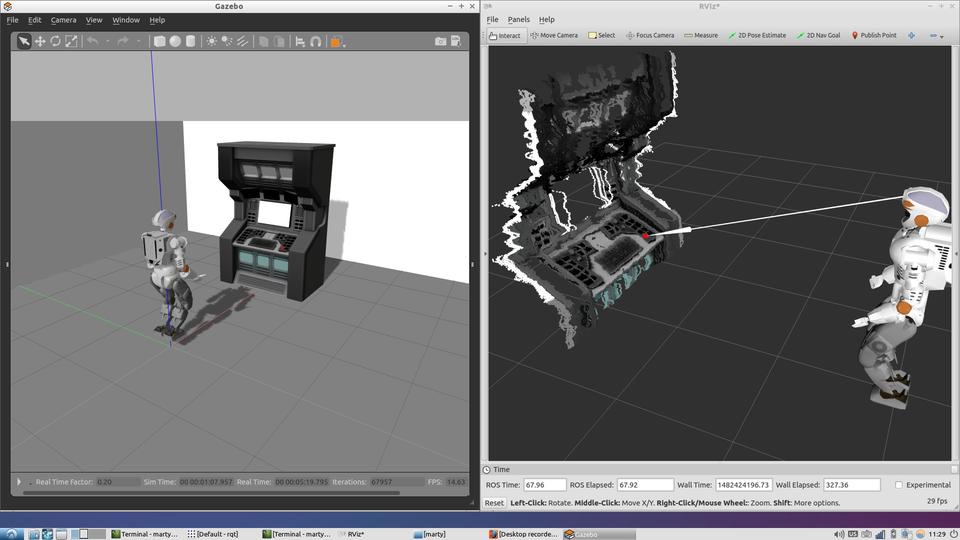 Gazebo
RViz*
File Edit Camera View Window Help
File Panels Help
Interact Move Camera Select Focus Camera Measure 2D Pose Estimate 2D Nav Goal Publish Point
Real Time Factor: 0.20 Sim Time: 00 00:01:07.957 Real Time: 00 00:05:19.795 Iterations: 67957 FPS: 14.63
Time
ROS Time: 67.96 ROS Elapsed: 67.92 Wall Time: 1482424196.73 Wall Elapsed: 327.36 Experimental
Reset Left-Click: Rotate. Middle-Click: Move X/Y. Right-Click/Mouse Wheel:: Zoom. Shift: More options. 29 fps
Terminal - marty... [Default - rqt] [Terminal - marty... RViz* [marty] [Desktop recorde... Gazebo 11:29